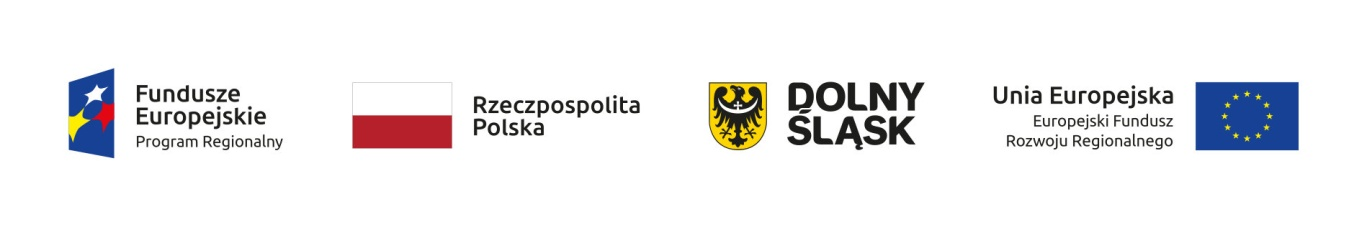 Fundusze
Europejskie
Program Regionalny
Rzeczpospolita
Polska
DOLNY
ŚLĄSK
Unia Europejska
Europejski Fundusz
Rozwoju Regionalnego